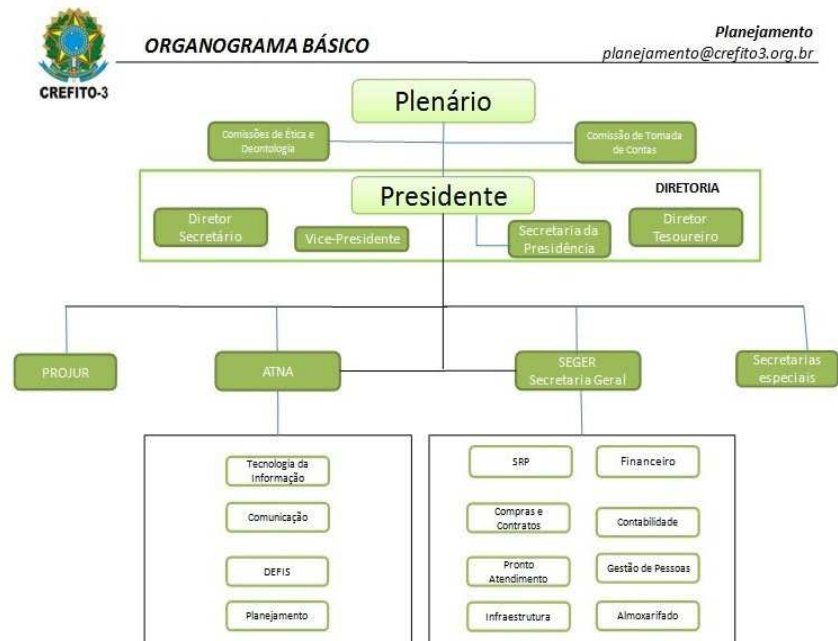 ORGANOGRAMA BÁSICO
Planejamento
planejamento@crefito3.org.br
CREFITO-3
Plenário
Comissões de Ética e
Deontologia
Comissão de Tomada
de Contas
DIRETORIA
Presidente
Diretor
Secretário
Vice-Presidente
Secretaria da
Presidência
Diretor
Tesoureiro
PROJUR
ATNA
SEGER
Secretaria Geral
Secretarias
especiais
Tecnologia da
Informação
Comunicação
DEFIS
Planejamento
SRP
Financeiro
Compras e
Contratos
Contabilidade
Pronto
Atendimento
Gestão de Pessoas
Infraestrutura
Almoxarifado